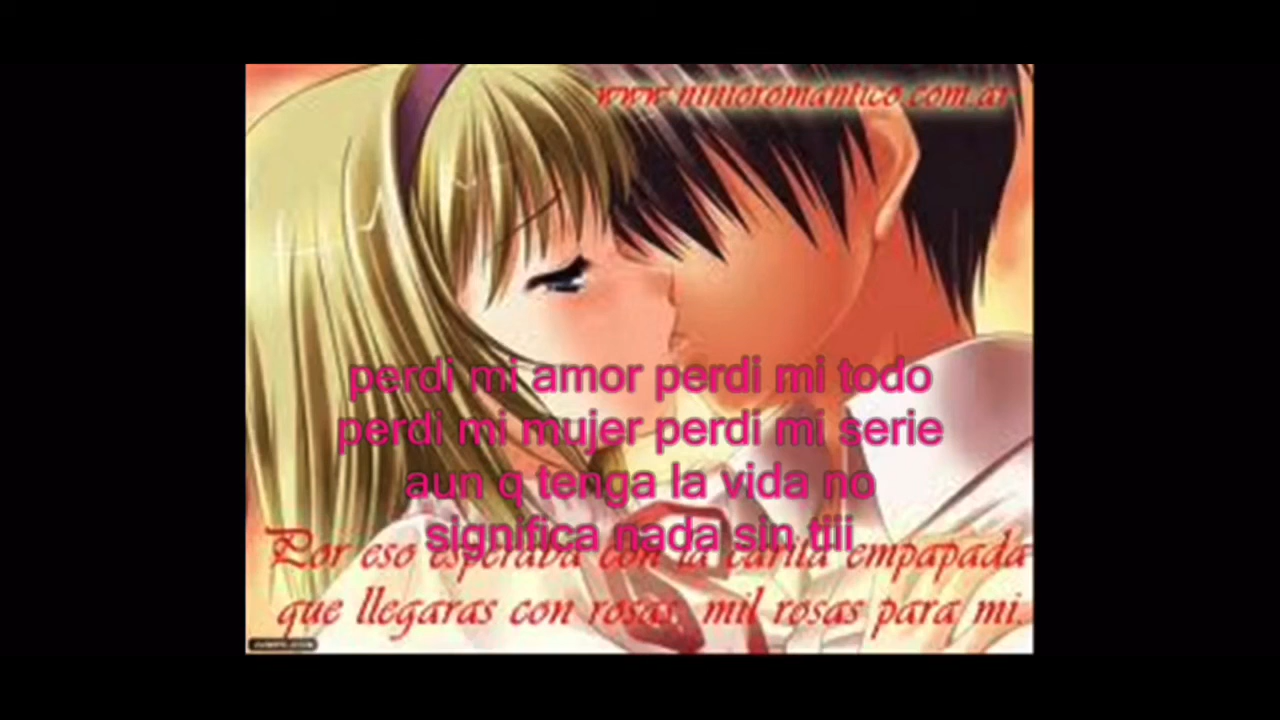 www.ninioromantico.com.ar
perdi mi amor perdi mi todo
perdi mi mujer perdi mi serie
aun q tenga la vida no
significa nada sin tiii
Por eso esperaba con la carita empapada
que llegaras con rosas, mil rosas para mi.